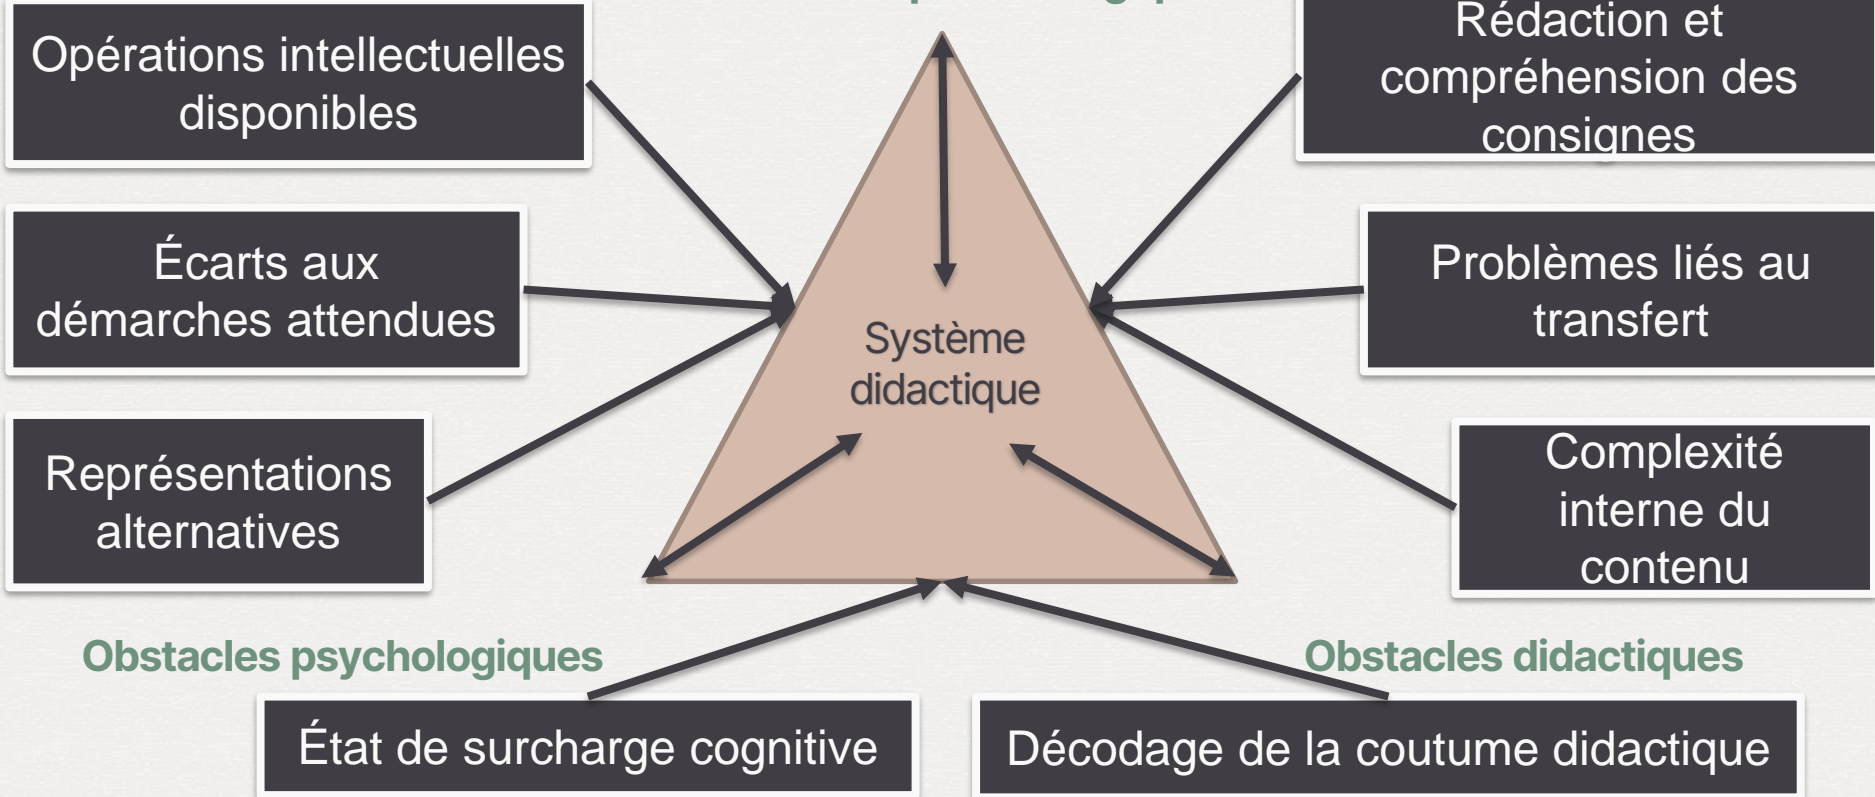 Opérations intellectuelles
disponibles
Rédaction et
compréhension des
consignes
Écarts aux
démarches attendues
Problèmes liés au
transfert
Système
didactique
Représentations
alternatives
Complexité
interne du
contenu
Obstacles psychologiques
Obstacles didactiques
État de surcharge cognitive
Décodage de la coutume didactique